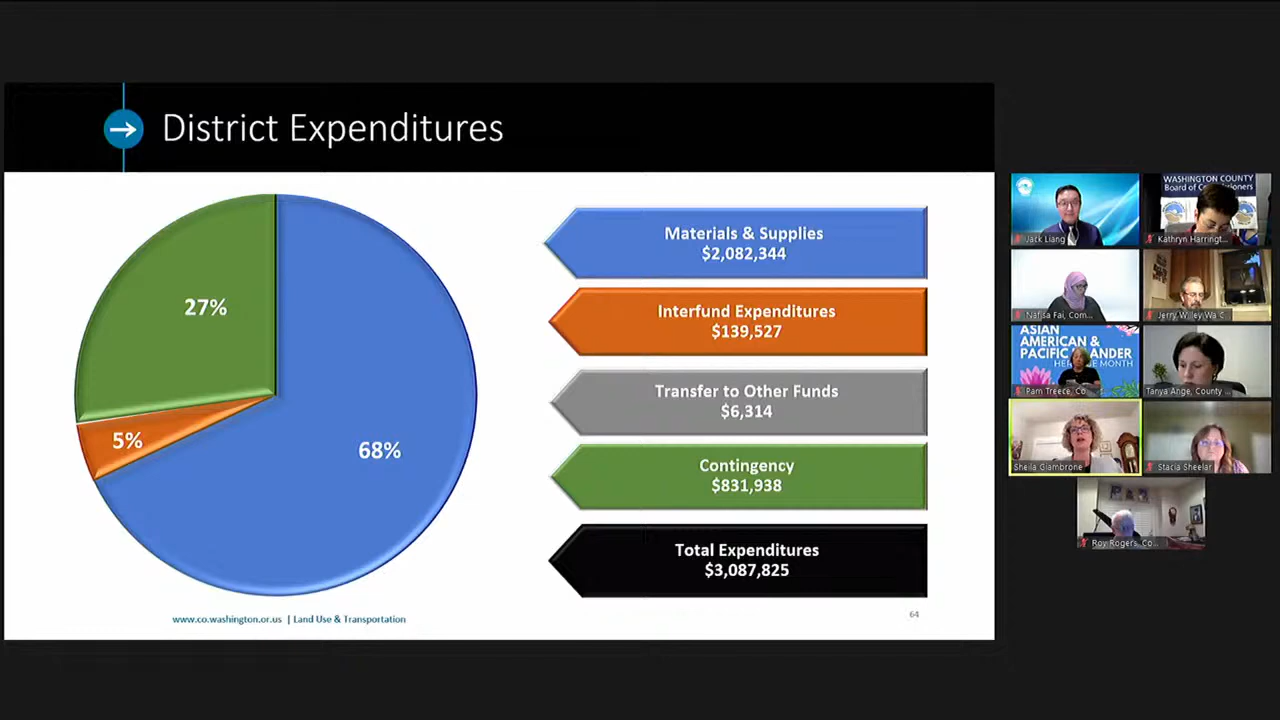 District Expenditures
27%
5%
68%
Materials & Supplies
$2,082,344
Interfund Expenditures
$139,527
Transfer to Other Funds
$6,314
Contingency
$831,938
Total Expenditures
$3,087,825
www.co.washington.or.us | Land Use & Transportation
64
Jack Liang
WASHINGTON COUNTY
Board of Commissioners
Kathryn Harringt...
Nafisa Fai, Com...
Jerry Willey Wa C...
ASIAN
AMERICAN &
PACIFIC ISLANDER
HERITAGE MONTH
Pam Treece, Co...
Tanya Ange, County ...
Sheila Giambrone
Stacia Sheelar
Roy Rogers, Co...